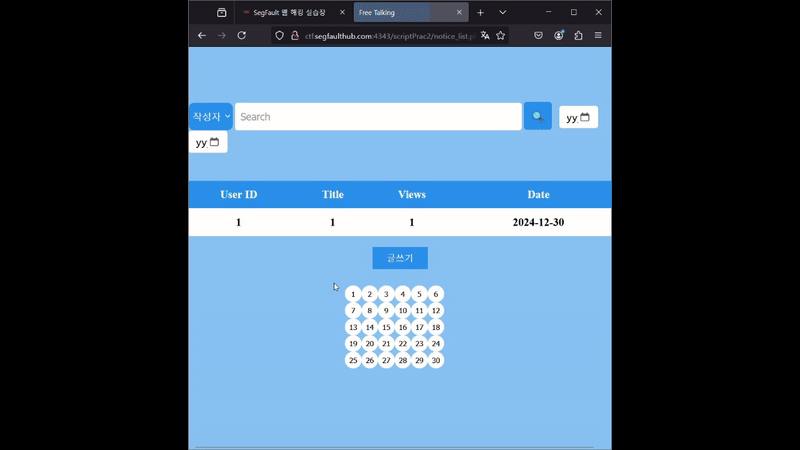 SegFault 웹 해킹 실습장
Free Talking
ctf.segfaulthub.com:4343/scriptPrac2/notice_list.p
작성자
Search
yy.
yy.
User ID Title Views Date
1 1 1 2024-12-30
글쓰기
1 2 3 4 5 6
7 8 9 10 11 12
13 14 15 16 17 18
19 20 21 22 23 24
25 26 27 28 29 30